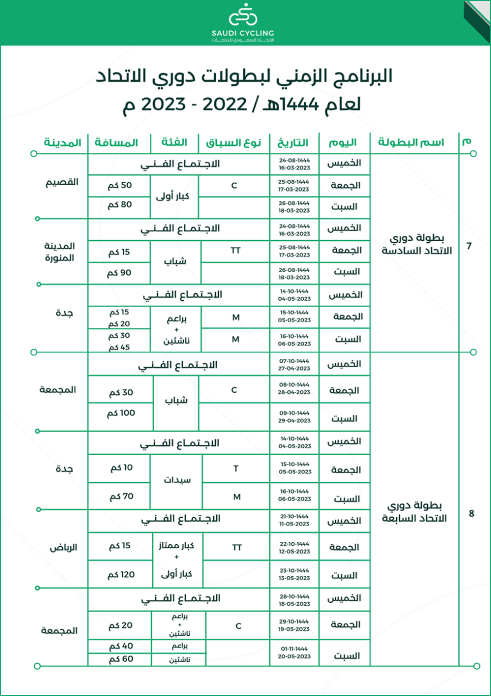 SAUDI CYCLING
الاتحاد السعودي للدراجات
البرنامج الزمني لبطولات دوري الاتحاد
لعام 1444هـ / 2022 - 2023 م
م اسم البطولة اليوم التاريخ نوع السباق الفئة المسافة المدينة
7 بطولة دوري الاتحاد السادسة
الخميس 24-08-1444 16-03-2023 الاجتماع الفني القصيم
الجمعة 25-08-1444 17-03-2023 C كبار أولى 50 كم
السبت 26-08-1444 18-03-2023 80 كم
الخميس 24-08-1444 16-03-2023 الاجتماع الفني المدينة المنورة
الجمعة 25-08-1444 17-03-2023 TT شباب 15 كم
السبت 26-08-1444 18-03-2023 90 كم
الخميس 14-10-1444 04-05-2023 الاجتماع الفني جدة
الجمعة 15-10-1444 05-05-2023 M براعم + ناشئين 15 كم 20 كم
السبت 16-10-1444 06-05-2023 M 30 كم 45 كم
8 بطولة دوري الاتحاد السابعة
الخميس 07-10-1444 27-04-2023 الاجتماع الفني المجمعة
الجمعة 08-10-1444 28-04-2023 C شباب 30 كم
السبت 09-10-1444 29-04-2023 100 كم
الخميس 14-10-1444 04-05-2023 الاجتماع الفني جدة
الجمعة 15-10-1444 05-05-2023 T سيدات 10 كم
السبت 16-10-1444 06-05-2023 M 70 كم
الخميس 21-10-1444 11-05-2023 الاجتماع الفني الرياض
الجمعة 22-10-1444 12-05-2023 TT كبار ممتاز + كبار أولى 15 كم
السبت 23-10-1444 13-05-2023 120 كم
الخميس 28-10-1444 18-05-2023 الاجتماع الفني المجمعة
الجمعة 29-10-1444 19-05-2023 C براعم + ناشئين 20 كم
السبت 01-11-1444 20-05-2023 براعم 40 كم
ناشئين 60 كم